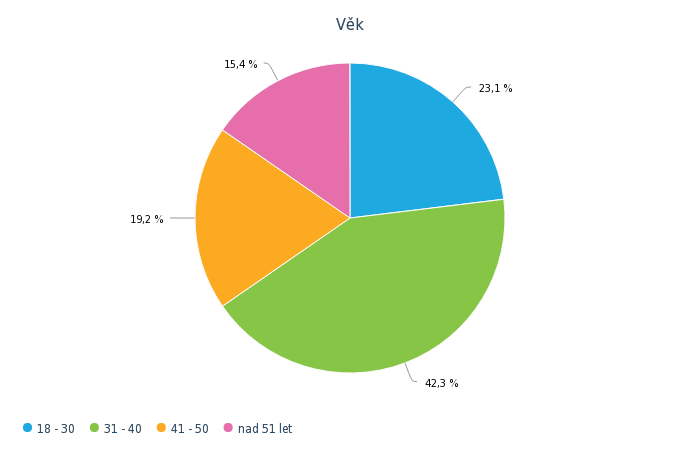 Věk
15,4 %
23,1 %
19,2 %
42,3 %
18 - 30 31 - 40 41 - 50 nad 51 let